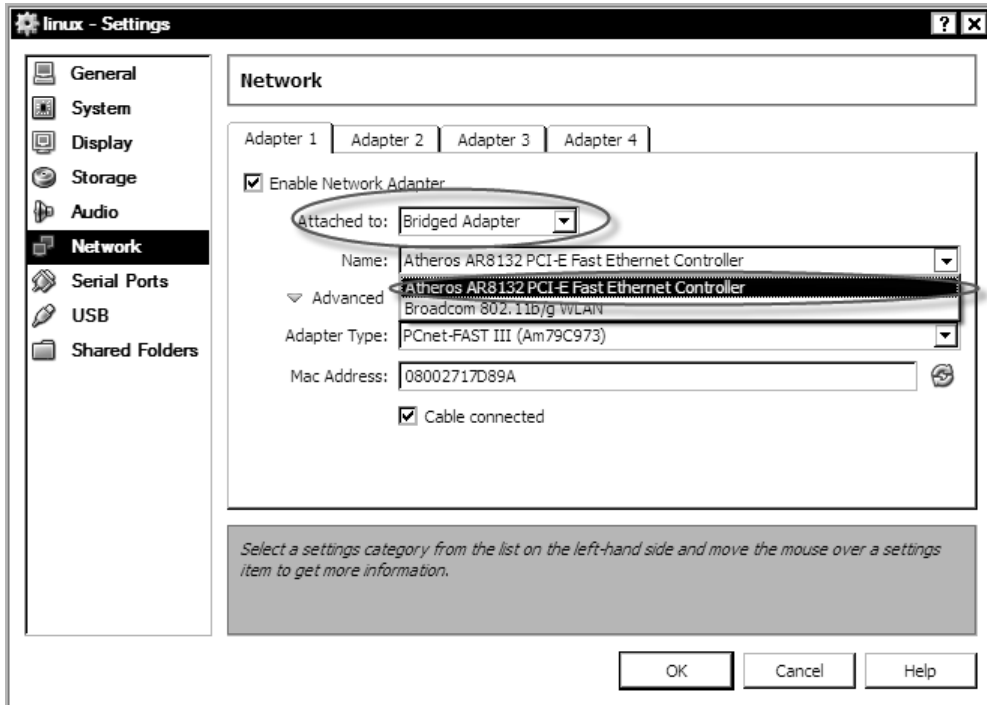 linux - Settings
? X
General
System
Display
Storage
Audio
Network
Serial Ports
USB
Shared Folders
Network
Adapter 1 Adapter 2 Adapter 3 Adapter 4
Enable Network Adapter
Attached to: Bridged Adapter
Name: Atheros AR8132 PCI-E Fast Ethernet Controller
Atheros AR8132 PCI-E Fast Ethernet Controller
Advanced
Broadcom 802.11b/g WLAN
Adapter Type: PCnet-FAST III (Am79C973)
Mac Address: 08002717D89A
Cable connected
Select a settings category from the list on the left-hand side and move the mouse over a settings
item to get more information.
OK Cancel Help